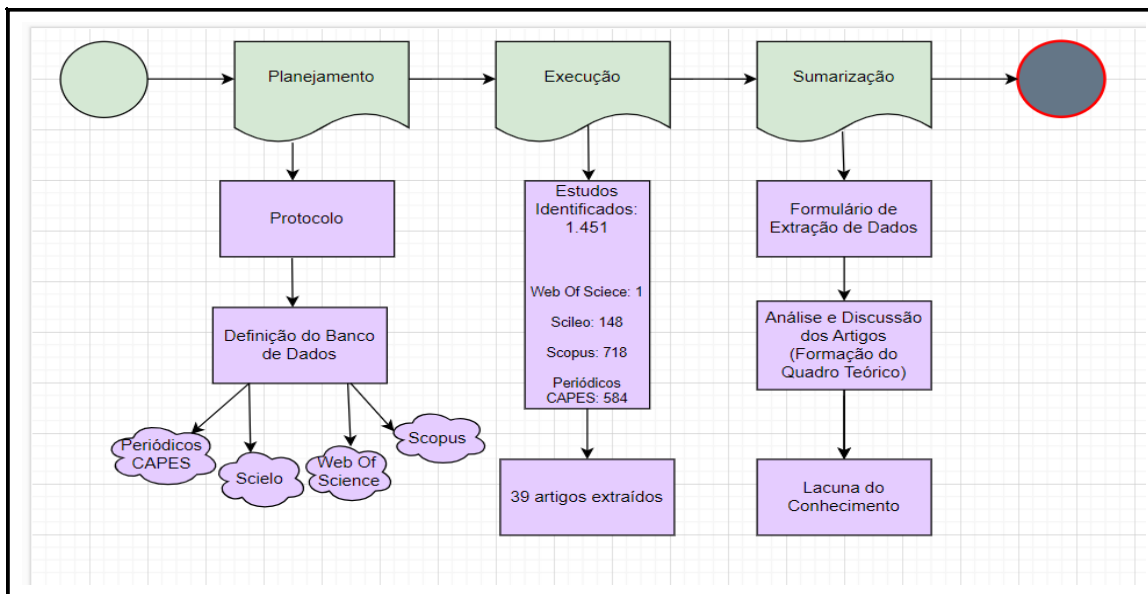 Planejamento
Execução
Sumarização
Protocolo
Definição do Banco
de Dados
Periódicos
CAPES
Scielo
Web Of
Science
Scopus
Estudos
Identificados:
1.451
Web Of Sciece: 1
Scileo: 148
Scopus: 718
Periódicos
CAPES: 584
39 artigos extraídos
Formulário de
Extração de Dados
Análise e Discussão
dos Artigos
(Formação do
Quadro Teórico)
Lacuna do
Conhecimento